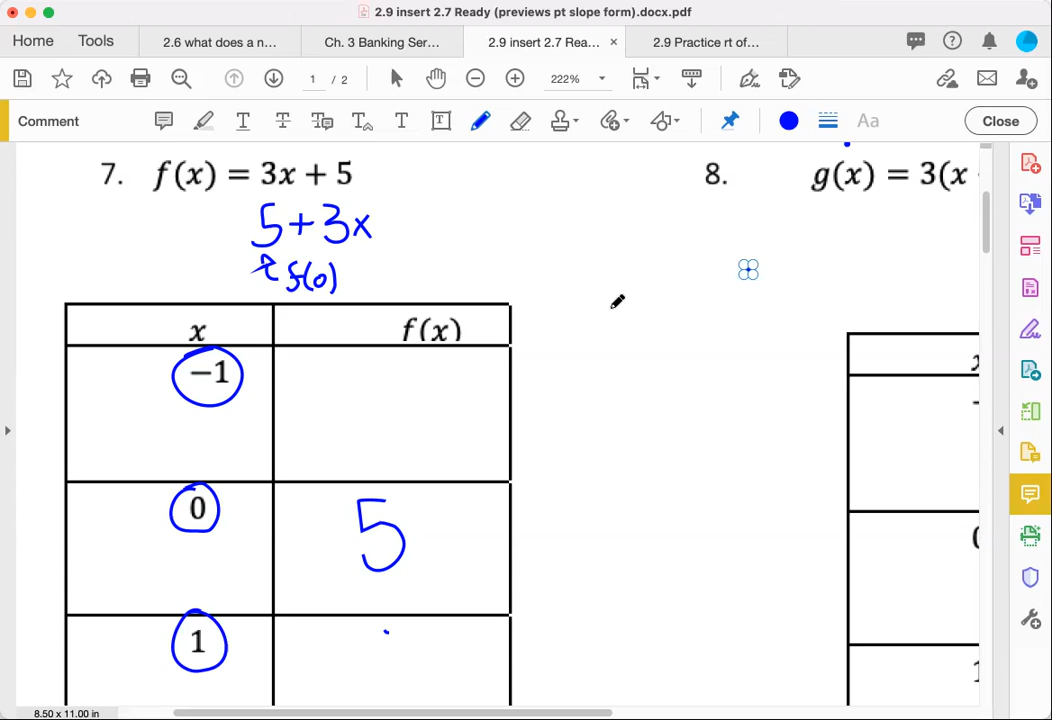 2.9 insert 2.7 Ready (previews pt slope form).docx.pdf
Home Tools 2.6 what does a n... Ch. 3 Banking Ser... 2.9 insert 2.7 Rea... × 2.9 Practice rt of...
1 / 2 222%
Comment T T T T T Aa Close
7. f(x) = 3x + 5 8. g(x) = 3(x
5+3x
f(0)
x f(x)
−1
0 5
1
8.50 x 11.00 in